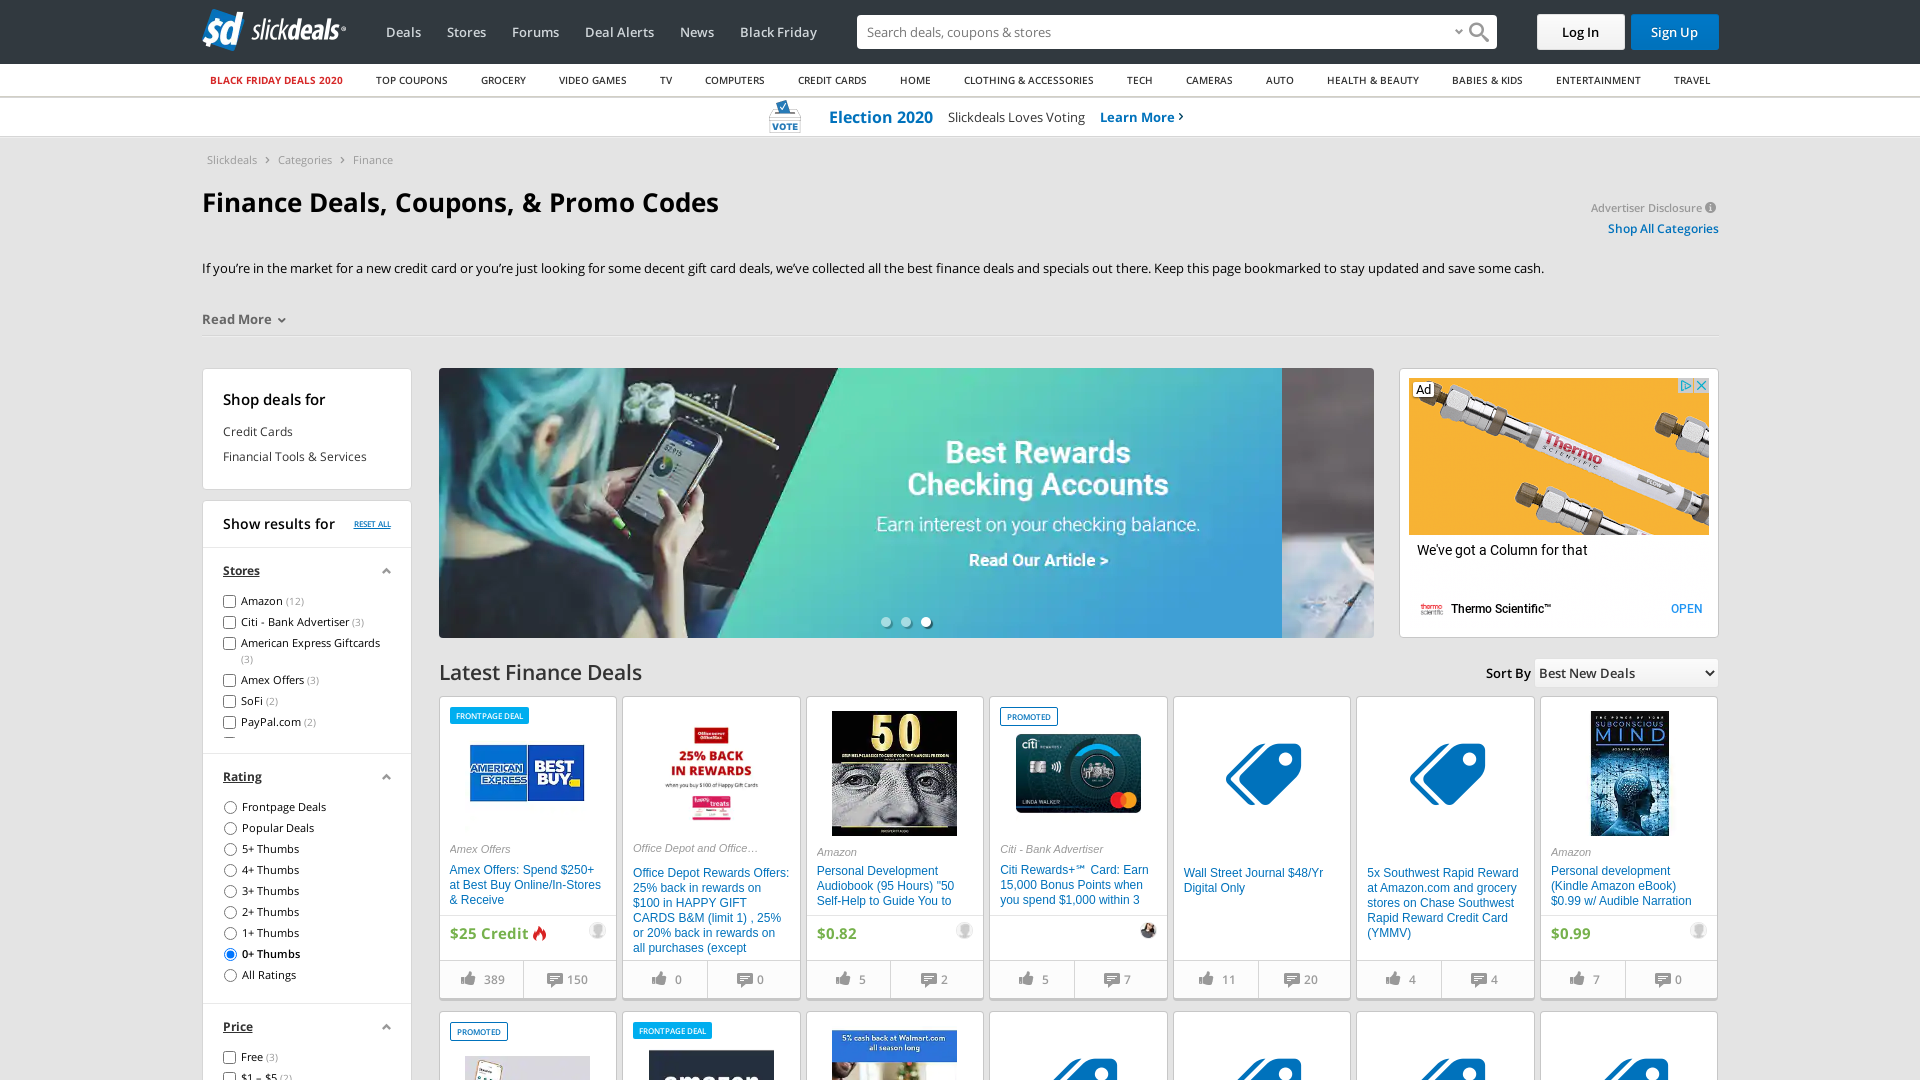 slickdeals
Deals
Stores
Forums
Deal Alerts
News
Black Friday
Search deals, coupons & stores
Log In
Sign Up
BLACK FRIDAY DEALS 2020
TOP COUPONS
GROCERY
VIDEO GAMES
TV
COMPUTERS
CREDIT CARDS
HOME
CLOTHING & ACCESSORIES
TECH
CAMERAS
AUTO
HEALTH & BEAUTY
BABIES & KIDS
ENTERTAINMENT
TRAVEL
VOTE
Election 2020
Slickdeals Loves Voting
Learn More
Slickdeals
Categories
Finance
Finance Deals, Coupons, & Promo Codes
Advertiser Disclosure
Shop All Categories
If you're in the market for a new credit card or you're just looking for some decent gift card deals, we've collected all the best finance deals and specials out there. Keep this page bookmarked to stay updated and save some cash.
Read More
Shop deals for
Credit Cards
Financial Tools & Services
Show results for
RESET ALL
Stores
Amazon (12)
Citi - Bank Advertiser (3)
American Express Giftcards
(3)
Amex Offers (3)
SoFi (2)
PayPal.com (2)
Rating
Frontpage Deals
Popular Deals
5+ Thumbs
4+ Thumbs
3+ Thumbs
2+ Thumbs
1+ Thumbs
0+ Thumbs
All Ratings
Price
Free (3)
$1 – $5 (2)
Best Rewards
Checking Accounts
Earn interest on your checking balance.
Read Our Article >
Ad
Thermo
SCIENTIFIC
FLOW
We've got a Column for that
thermo
scientific
Thermo Scientific™
OPEN
Latest Finance Deals
Sort By
Best New Deals
FRONTPAGE DEAL
AMERICAN
EXPRESS
BEST
BUY
Amex Offers
Amex Offers: Spend $250+
at Best Buy Online/In-Stores
& Receive
$25 Credit
389
150
25% BACK
IN REWARDS
when you buy $100 of Happy Gift Cards
Office Depot and Office…
Office Depot Rewards Offers:
25% back in rewards on
$100 in HAPPY GIFT
CARDS B&M (limit 1) , 25%
or 20% back in rewards on
all purchases (except
0
0
50
Amazon
Personal Development
Audiobook (95 Hours) "50
Self-Help to Guide You to
$0.82
5
2
PROMOTED
citi
LINDA WALKER
Citi - Bank Advertiser
Citi Rewards+℠ Card: Earn
15,000 Bonus Points when
you spend $1,000 within 3
5
7
Wall Street Journal $48/Yr
Digital Only
11
20
5x Southwest Rapid Reward
at Amazon.com and grocery
stores on Chase Southwest
Rapid Reward Credit Card
(YMMV)
4
4
THE POWER OF YOUR
SUBCONSCIOUS
MIND
JOSEPH MURPHY
Amazon
Personal development
(Kindle Amazon eBook)
$0.99 w/ Audible Narration
$0.99
7
0
PROMOTED
FRONTPAGE DEAL
amazon
5% cash back at Walmart.com
all season long